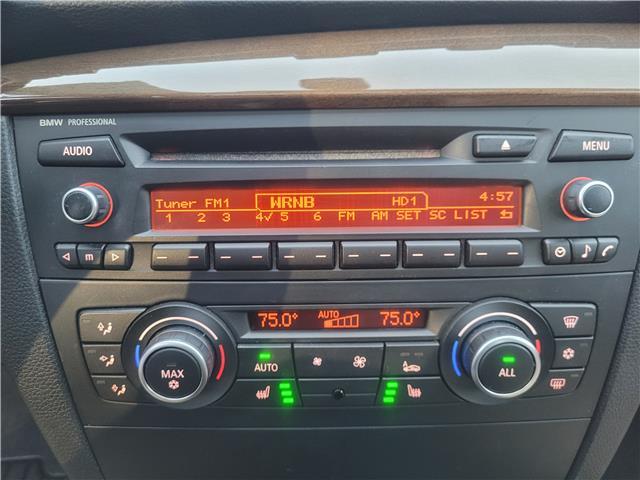 BMW PROFESSIONAL
AUDIO
MENU
Tuner FM1 WRNB HD1 4:57
1 2 3 4√ 5 6 FM AM SET SC LIST
m
75.0° AUTO 75.0°
MAX
AUTO
ALL